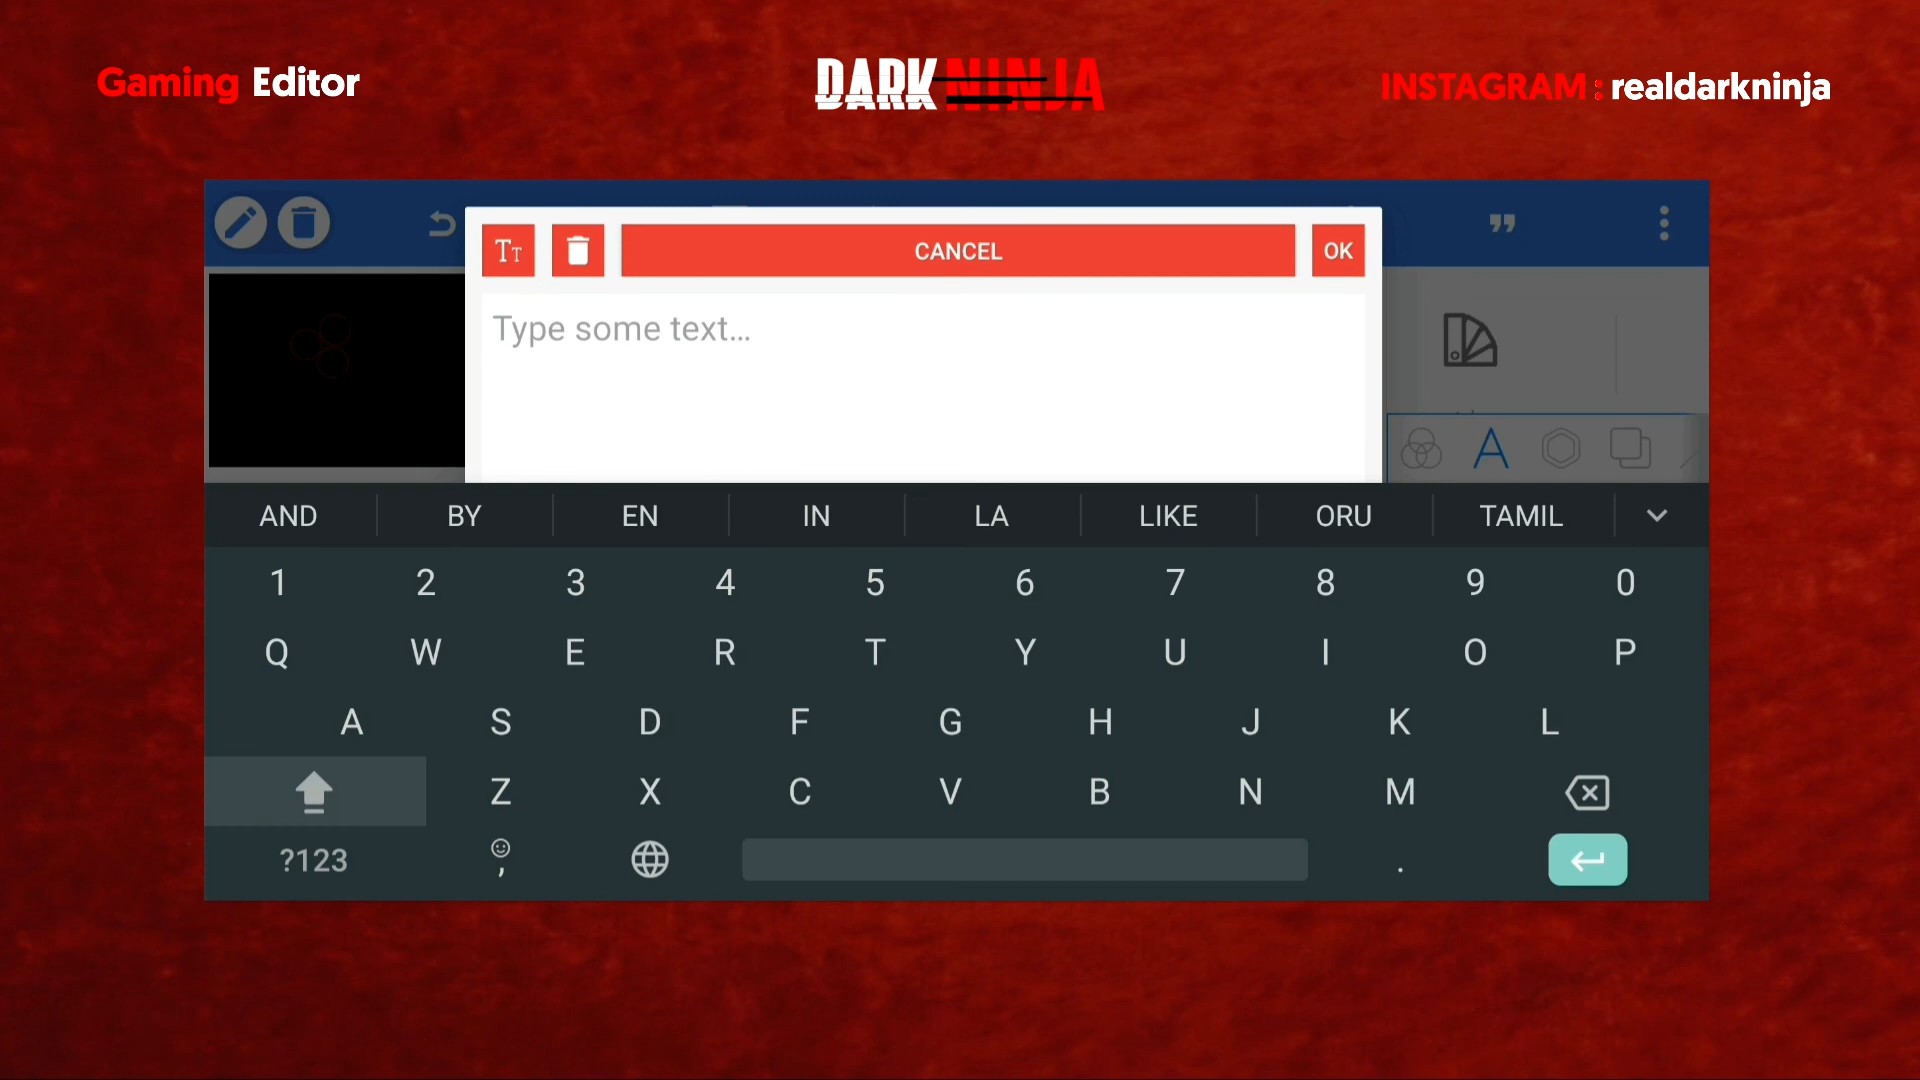 Gaming Editor
DARK NINJA
INSTAGRAM : realdarkninja
TT
CANCEL
OK
Type some text...
AND BY EN IN LA LIKE ORU TAMIL
1 2 3 4 5 6 7 8 9 0
Q W E R T Y U I O P
A S D F G H J K L
Z X C V B N M
?123 , .